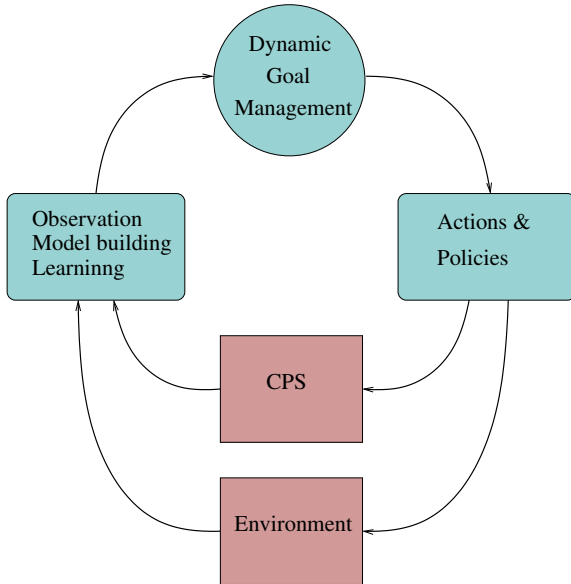 Dynamic
Goal
Management
Observation
Model building
Learninng
Actions &
Policies
CPS
Environment